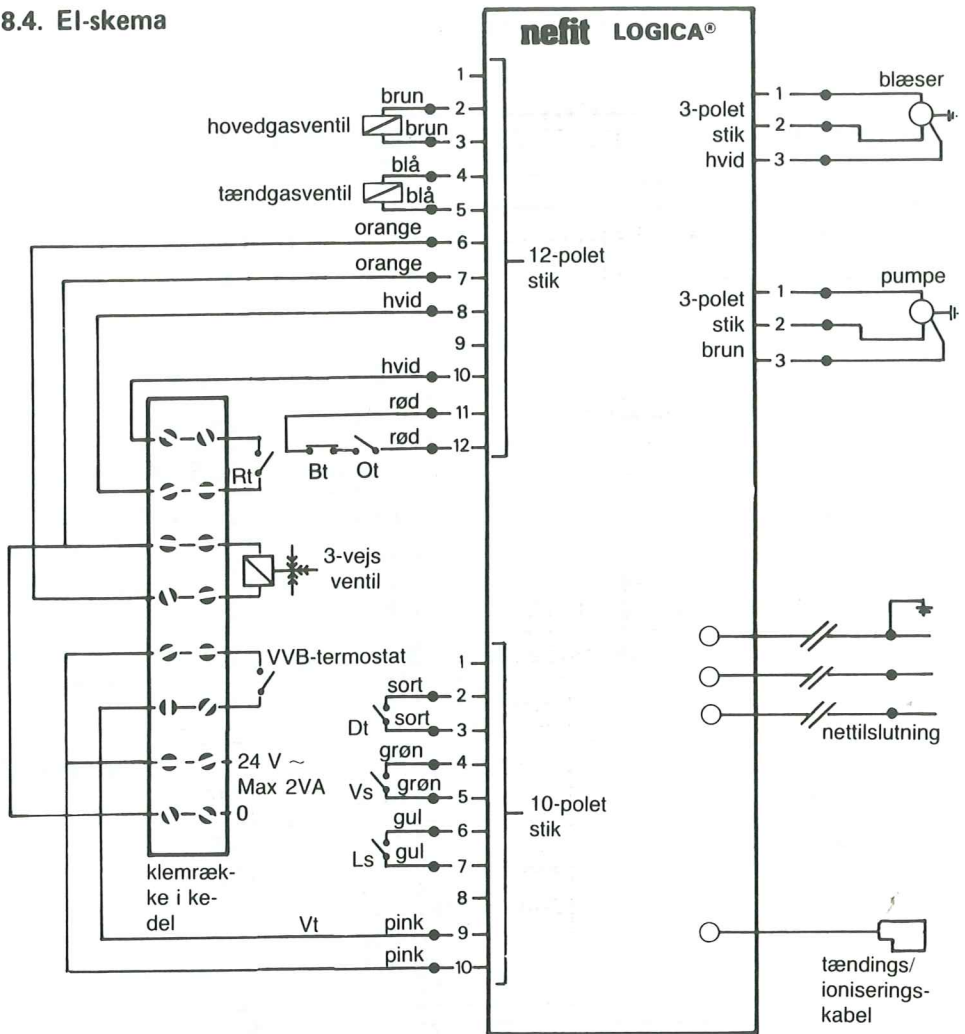 8.4. El-skema
nefit LOGICA®
1
brun
2
hovedgasventil
brun
3
blå
4
tændgasventil
blå
5
orange
6
orange
7
hvid
8
9
hvid
10
rød
11
rød
12
12-polet
stik
Rt
Bt
Ot
3-vejs
ventil
VVB-termostat
24 V ~
Max 2VA
0
klemræk-
ke i ke-
del
1
sort
2
Dt
sort
3
grøn
4
Vs
grøn
5
gul
6
Ls
gul
7
8
Vt
pink
9
pink
10
10-polet
stik
blæser
1
3-polet
stik
2
hvid
3
pumpe
1
3-polet
stik
2
brun
3
nettilslutning
tændings/
ioniserings-
kabel